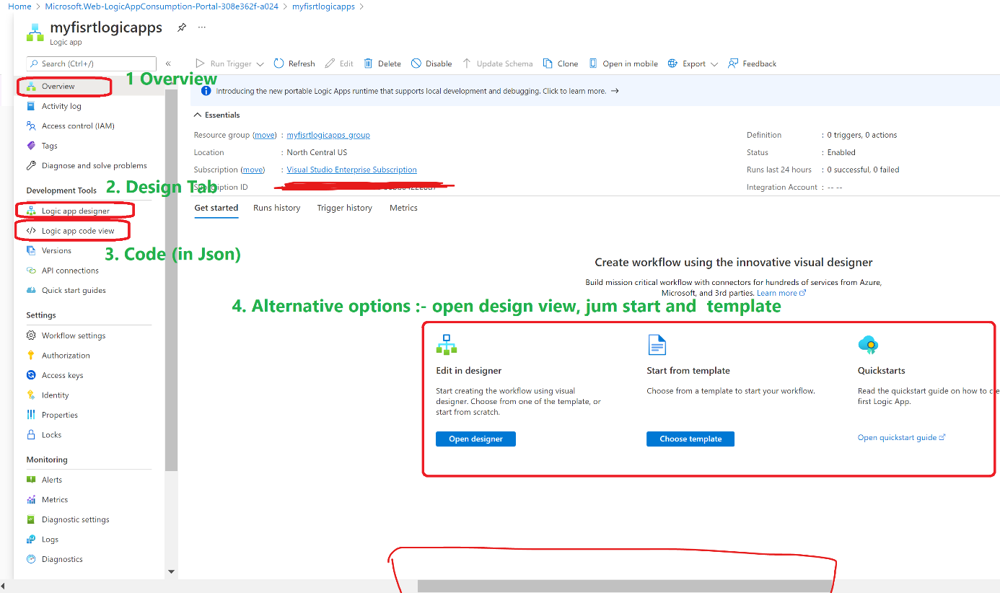 Home > Microsoft.Web-LogicAppConsumption-Portal-308e362f-a024 > myfisrtlogicapps >
myfisrtlogicapps ...
Logic app
Search (Ctrl+/) «
Run Trigger Refresh Edit Delete Disable Update Schema Clone Open in mobile Export Feedback
Overview
1 Overview
Introducing the new portable Logic Apps runtime that supports local development and debugging. Click to learn more. →
Activity log
Access control (IAM)
Tags
Diagnose and solve problems
Development Tools
2. Design Tab
Logic app designer
Logic app code view
3. Code (in Json)
Versions
API connections
Quick start guides
Settings
Workflow settings
Authorization
Access keys
Identity
Properties
Locks
Monitoring
Alerts
Metrics
Diagnostic settings
Logs
Diagnostics
Essentials
Resource group (move) : myfisrtlogicapps_group
Location : North Central US
Subscription (move) : Visual Studio Enterprise Subscription
Subscription ID
Definition : 0 triggers, 0 actions
Status : Enabled
Runs last 24 hours : 0 successful, 0 failed
Integration Account : -- --
Get started Runs history Trigger history Metrics
Create workflow using the innovative visual designer
Build mission critical workflow with connectors for hundreds of services from Azure,
Microsoft, and 3rd parties. Learn more
4. Alternative options :- open design view, jum start and template
Edit in designer
Start creating the workflow using visual
designer. Choose from one of the template, or
start from scratch.
Open designer
Start from template
Choose from a template to start your workflow.
Choose template
Quickstarts
Read the quickstart guide on how to cre
first Logic App.
Open quickstart guide